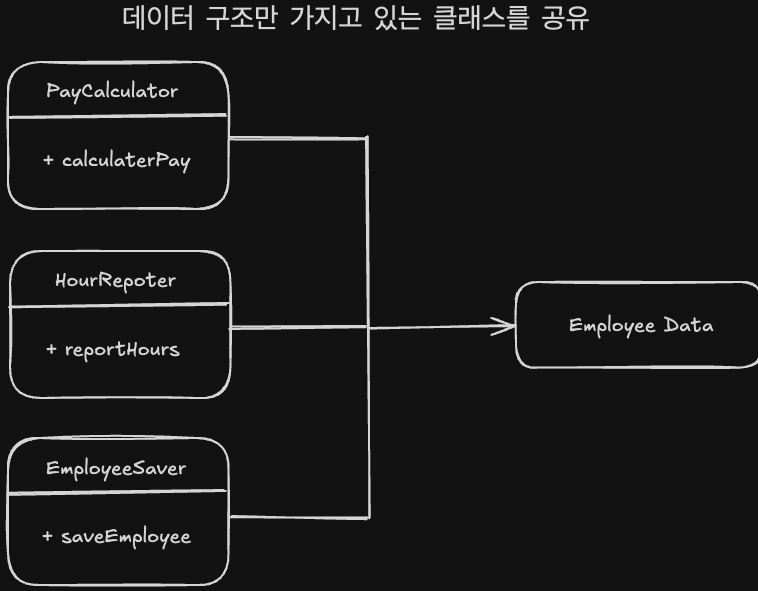 데이터 구조만 가지고 있는 클래스를 공유
PayCalculator
+ calculaterPay
HourRepoter
+ reportHours
Employee Data
EmployeeSaver
+ saveEmployee